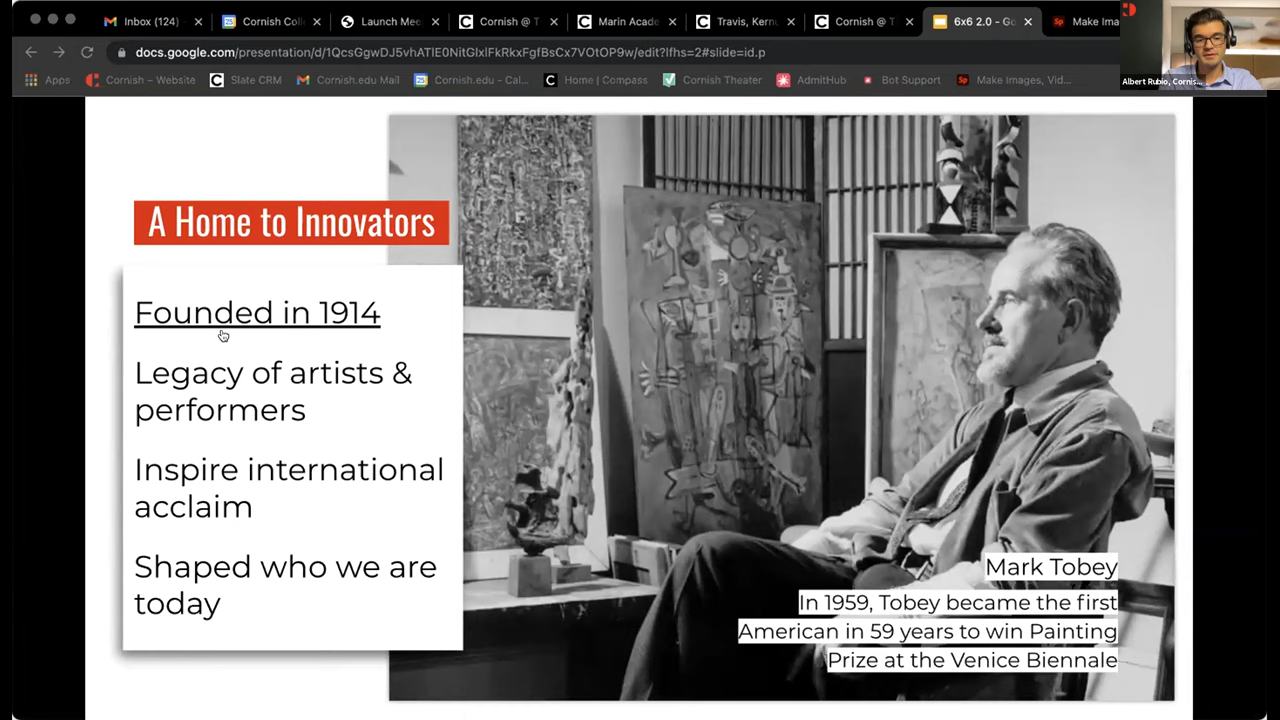 Inbox (124)
Cornish Coll
Launch Mee
Cornish @ T
Marin Acade
Travis, Kern
Cornish @ T
6x6 2.0 - Go
Make Ima
docs.google.com/presentation/d/1QcsGgwDJ5vhATlE0NitGIxlFkRxxFgfBsCx7VOtOP9w/edit?lfhs=2#slide=id.p
Apps
Cornish – Website
Slate CRM
Cornish.edu Mail
Cornish.edu - Cal...
Home | Compass
Cornish Theater
AdmitHub
Bot Support
Make Images, Vid...
Albert Rubio, Cornis...
A Home to Innovators
Founded in 1914
Legacy of artists &
performers
Inspire international
acclaim
Shaped who we are
today
Mark Tobey
In 1959, Tobey became the first
American in 59 years to win Painting
Prize at the Venice Biennale